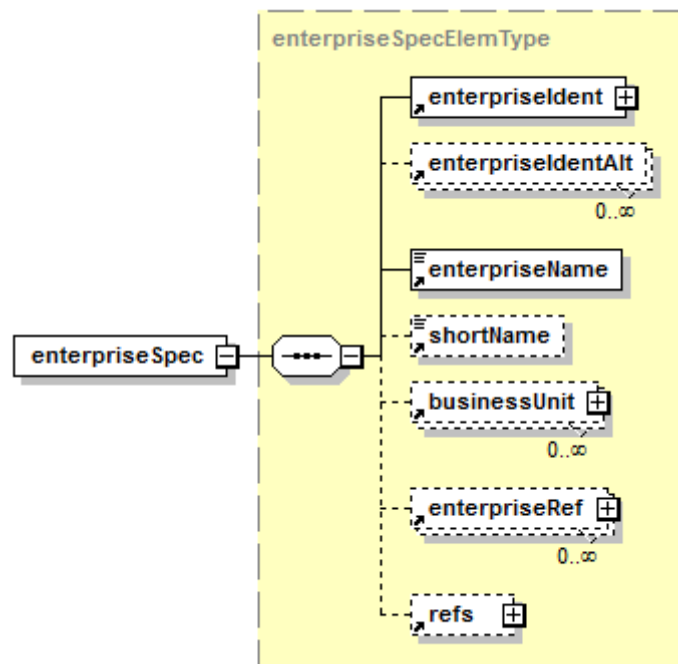 enterpriseSpecElemType
enterpriseIdent
enterpriseIdentAlt
0..∞
enterpriseName
shortName
enterpriseSpec
businessUnit
0..∞
enterpriseRef
0..∞
refs